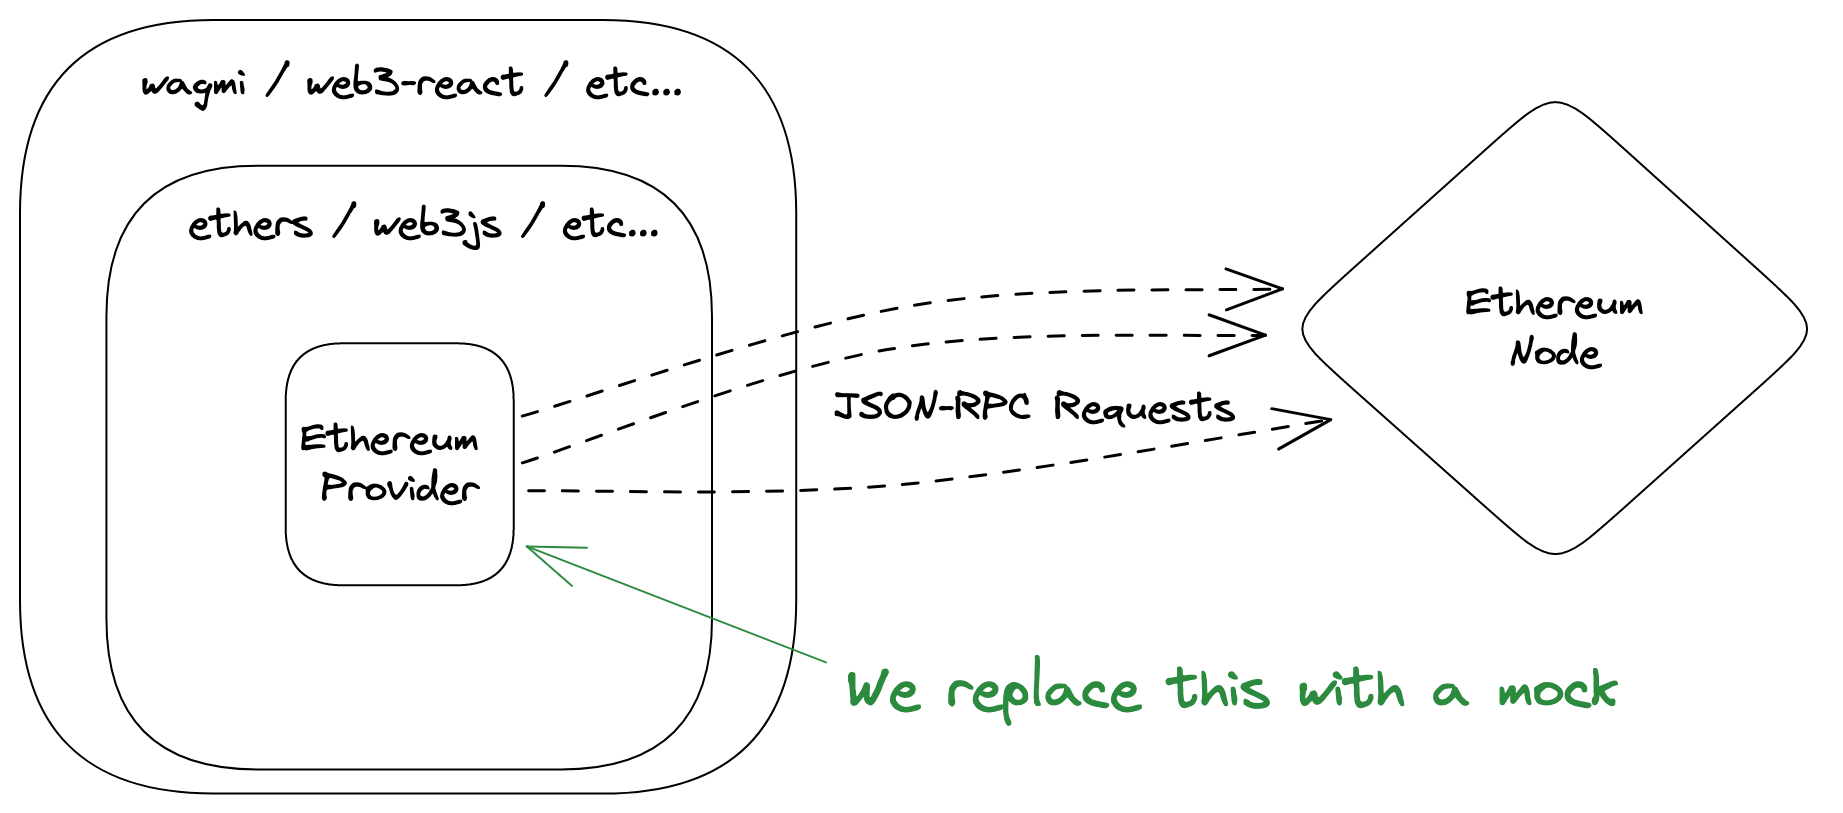 wagmi / web3-react / etc...
ethers / web3js / etc...
Ethereum
Provider
JSON-RPC Requests
Ethereum
Node
We replace this with a mock